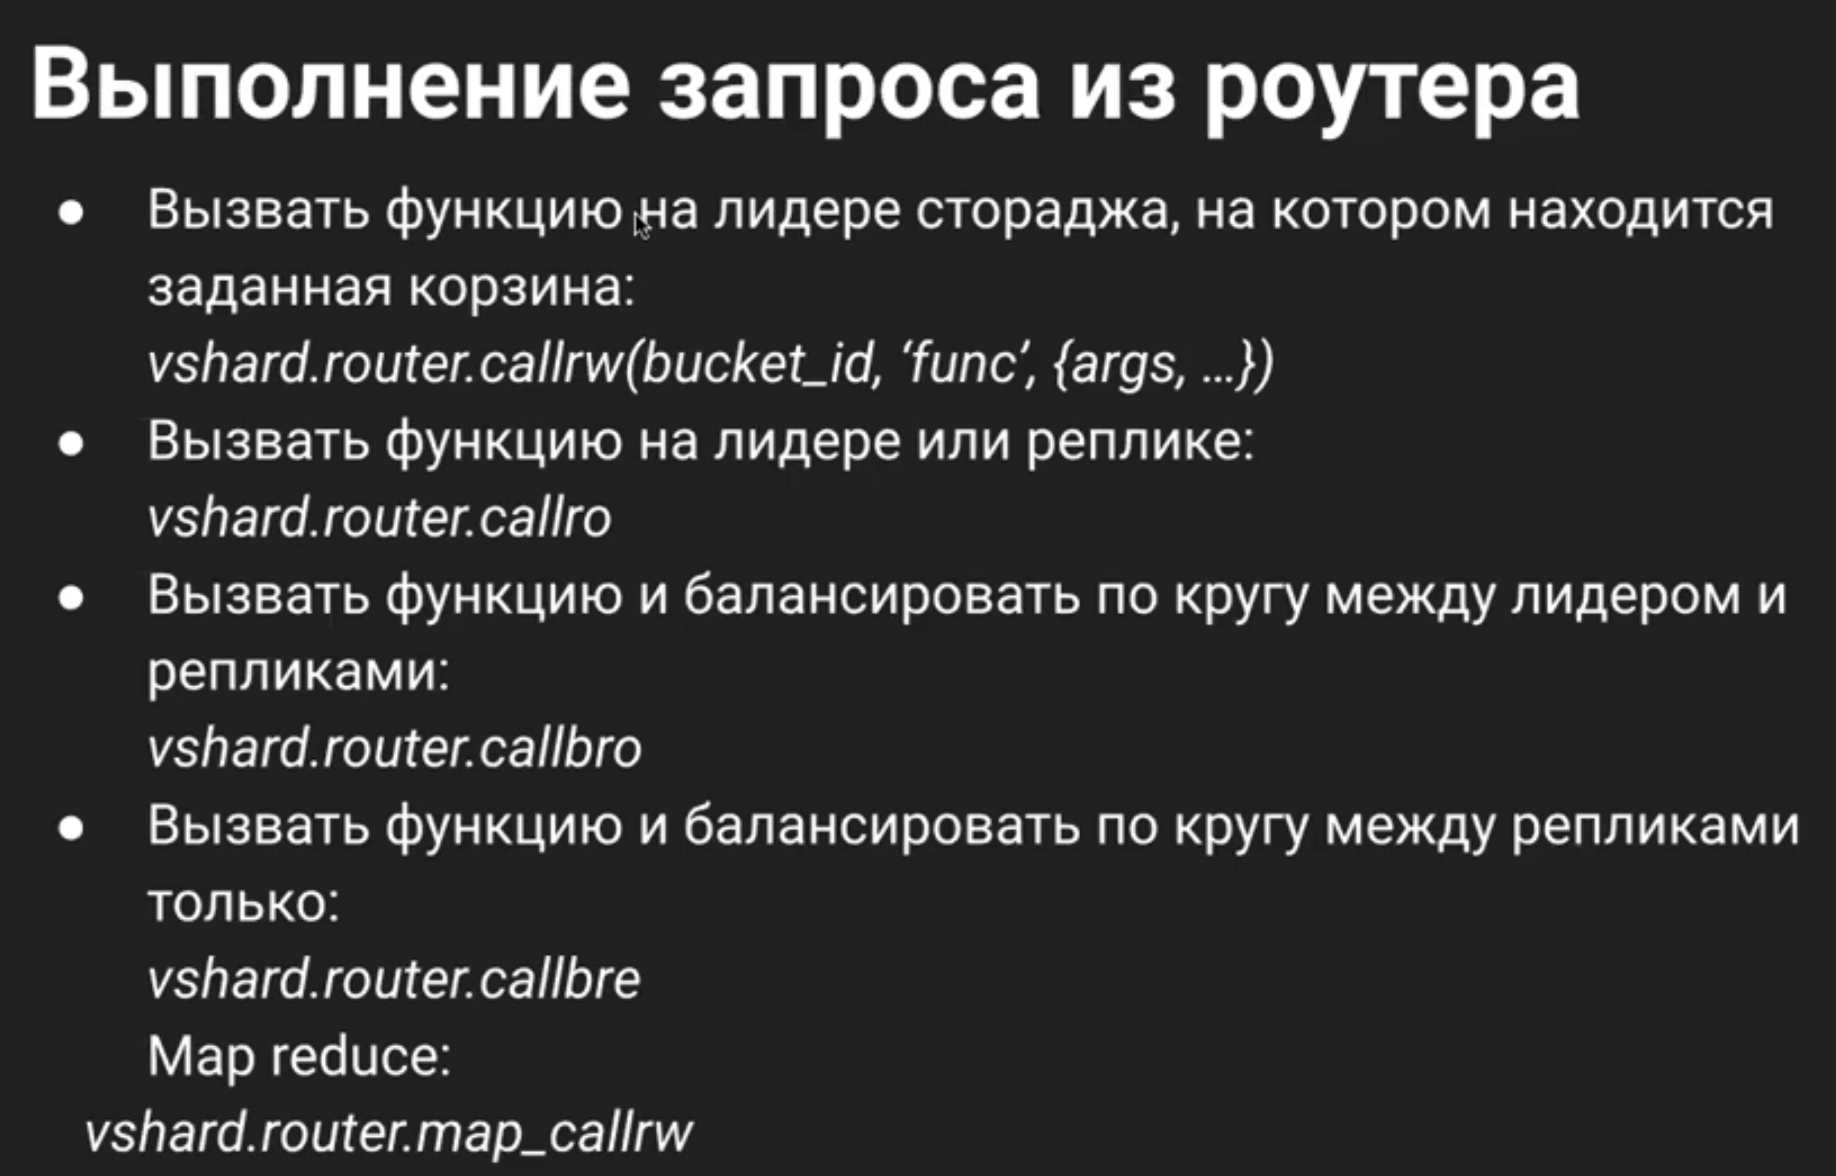 Выполнение запроса из роутера
● Вызвать функцию на лидере стораджа, на котором находится
заданная корзина:
vshard.router.callrw(bucket_id, ‘func’, {args, …})
● Вызвать функцию на лидере или реплике:
vshard.router.callro
● Вызвать функцию и балансировать по кругу между лидером и
репликами:
vshard.router.callbro
● Вызвать функцию и балансировать по кругу между репликами
только:
vshard.router.callbre
Map reduce:
vshard.router.map_callrw